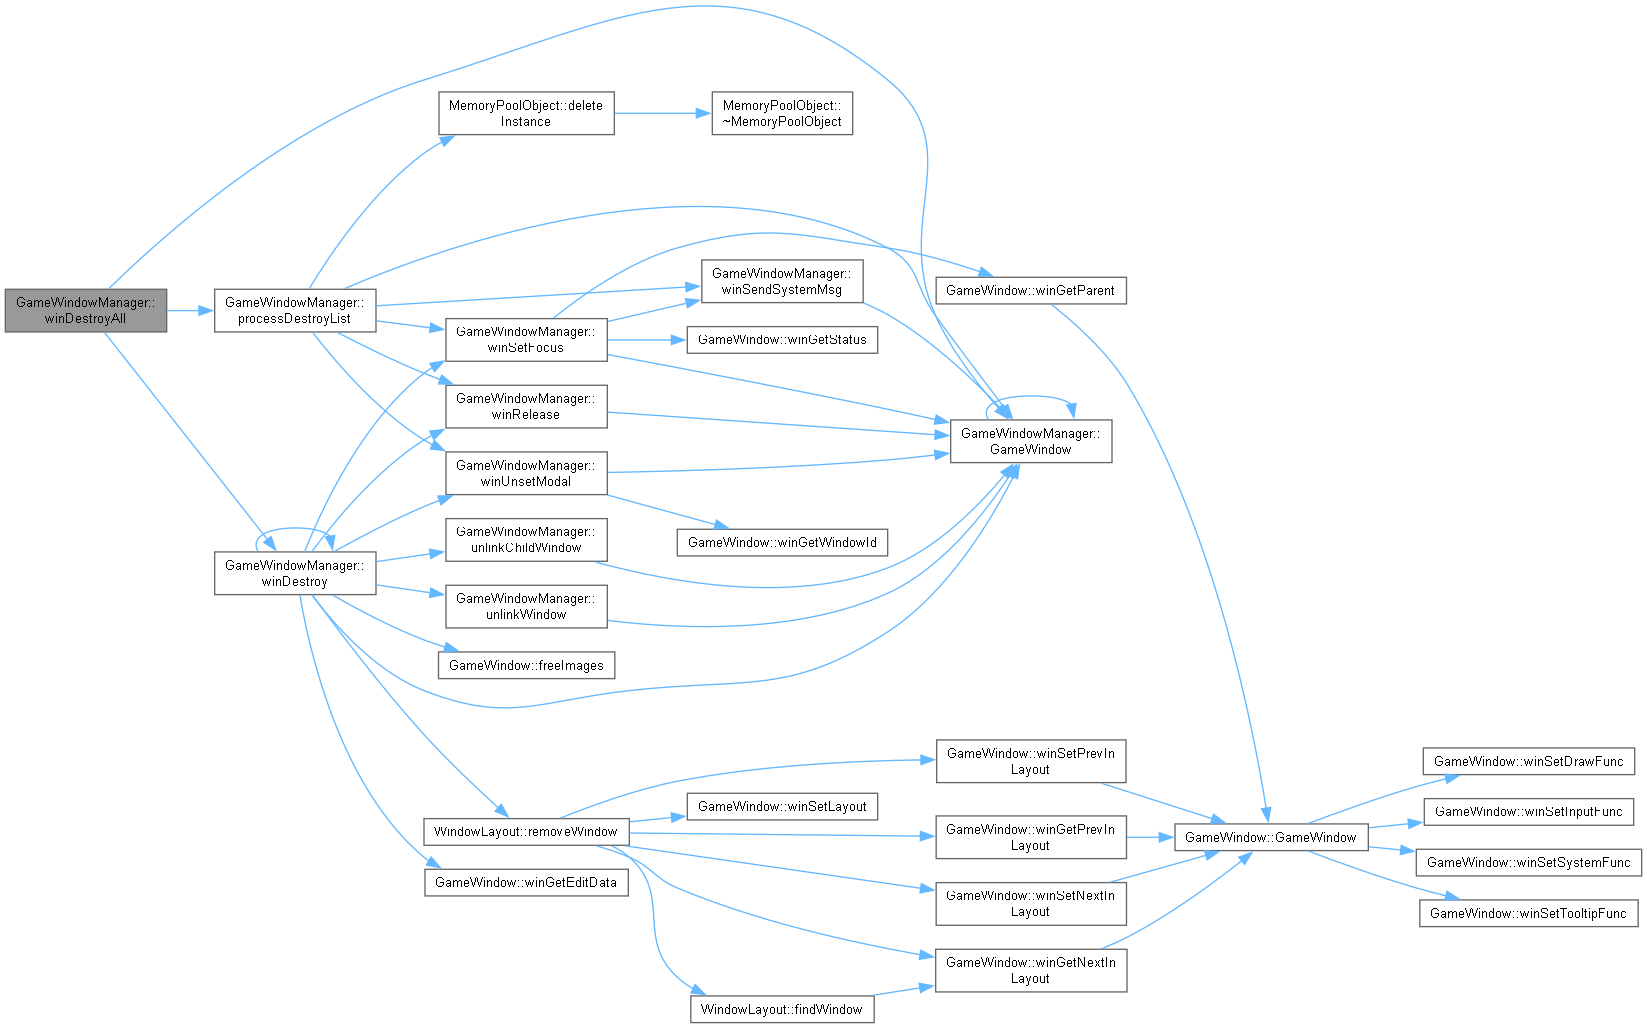 GameWindowManager::
winDestroyAll
GameWindowManager::
processDestroyList
GameWindowManager::
winDestroy
MemoryPoolObject::delete
Instance
GameWindowManager::
winSetFocus
GameWindowManager::
winRelease
GameWindowManager::
winUnsetModal
GameWindowManager::
unlinkChildWindow
GameWindowManager::
unlinkWindow
GameWindow::freeImages
WindowLayout::removeWindow
GameWindow::winGetEditData
MemoryPoolObject::
~MemoryPoolObject
GameWindowManager::
winSendSystemMsg
GameWindow::winGetStatus
GameWindow::winGetWindowId
GameWindow::winSetLayout
WindowLayout::findWindow
GameWindow::winGetParent
GameWindowManager::
GameWindow
GameWindow::winSetPrevIn
Layout
GameWindow::winGetPrevIn
Layout
GameWindow::winSetNextIn
Layout
GameWindow::winGetNextIn
Layout
GameWindow::GameWindow
GameWindow::winSetDrawFunc
GameWindow::winSetInputFunc
GameWindow::winSetSystemFunc
GameWindow::winSetTooltipFunc